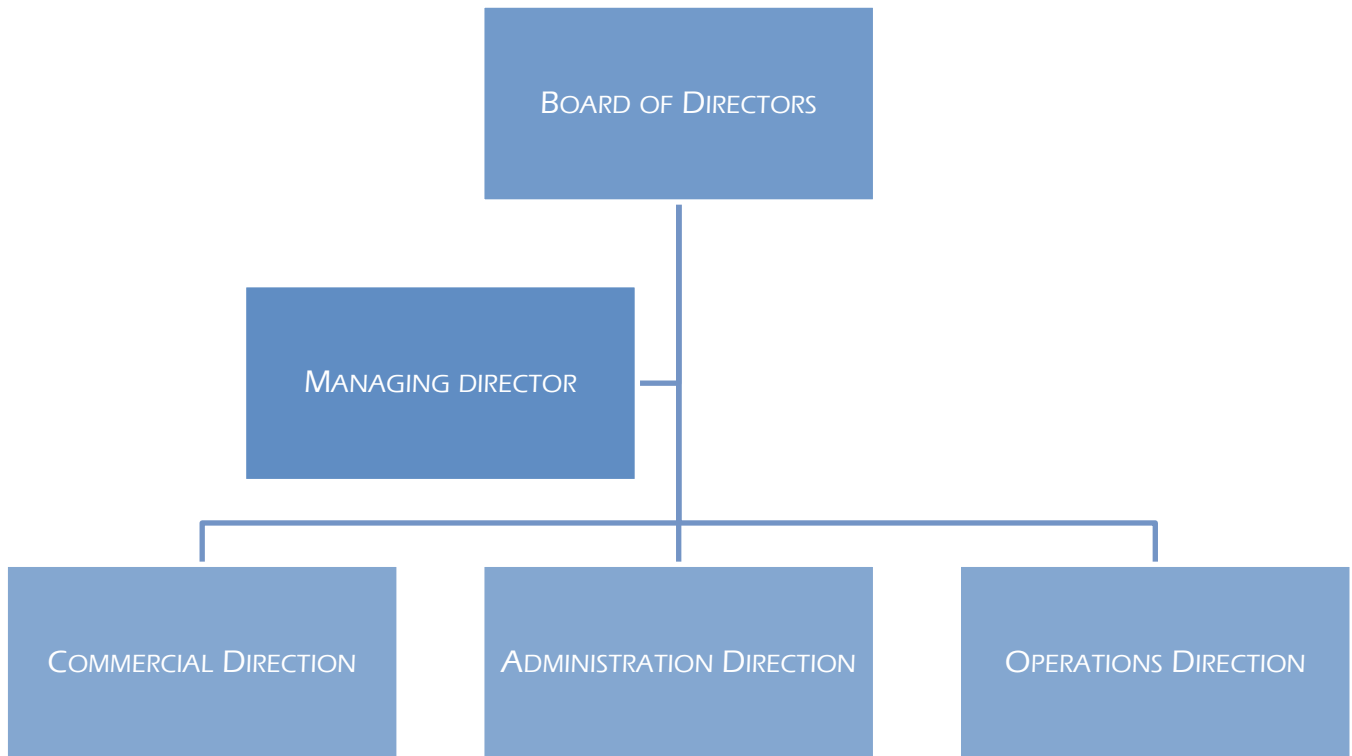 Board of Directors
Managing director
Commercial Direction
Administration Direction
Operations Direction